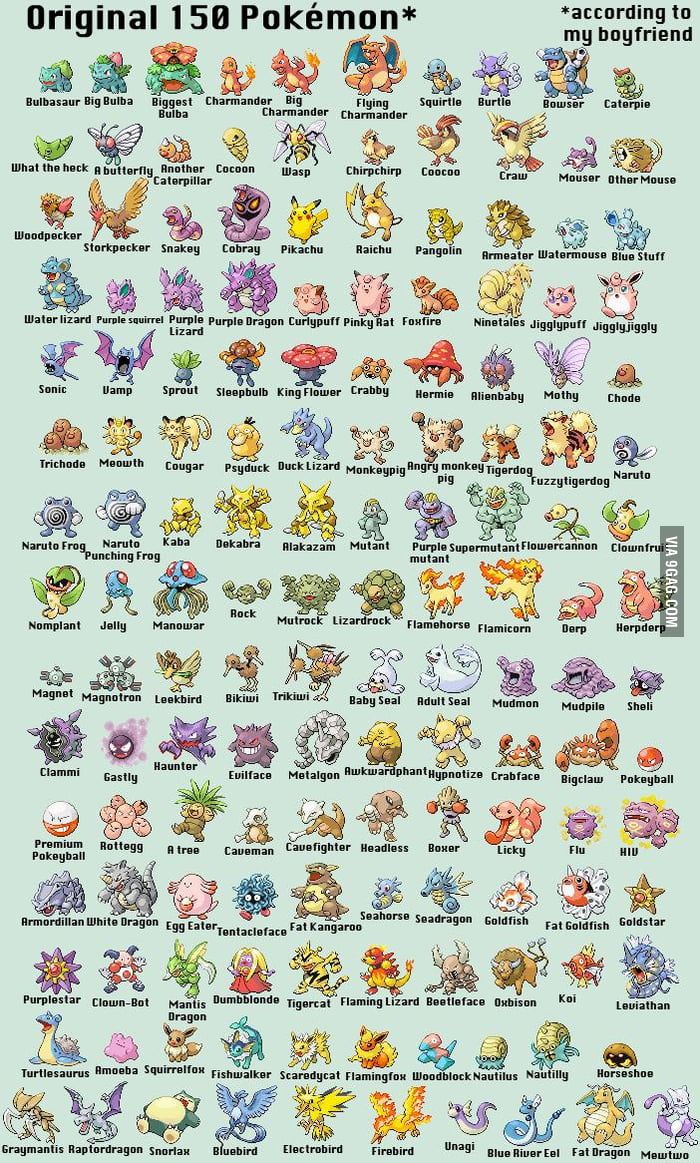 Original 150 Pokémon*
*according to
my boyfriend
Bulbasaur Big Bulba Biggest Bulba Charmander Big Charmander Flying Charmander Squirtle Burtle Bowser Caterpie
What the heck A butterfly Another Caterpillar Cocoon Wasp Chirpchirp Coocoo Craw Mouser Other Mouse
Woodpecker Storkpecker Snakey Cobray Pikachu Raichu Pangolin Armeater Watermouse Blue Stuff
Water lizard Purple squirrel Purple Lizard Purple Dragon Curlypuff Pinky Rat Foxfire Ninetales Jigglypuff Jigglyjiggly
Sonic Vamp Sprout Sleepbulb King Flower Crabby Hermie Alienbaby Mothy Chode
Trichode Meowth Cougar Psyduck Duck Lizard Monkeypig Angry monkey pig Tigerdog Fuzzytigerdog Naruto
Naruto Frog Naruto Punching Frog Kaba Dekabra Alakazam Mutant Purple mutant Supermutant Flowercannon Clownfrui
Nomplant Jelly Manowar Rock Mutrock Lizardrock Flamehorse Flamicorn Derp Herpderp
Magnet Magnotron Leekbird Bikiwi Trikiwi Baby Seal Adult Seal Mudmon Mudpile Sheli
Clammi Gastly Haunter Evilface Metalgon Awkwardphant Hypnotize Crabface Bigclaw Pokeyball
Premium Pokeyball Rottegg A tree Caveman Cavefighter Headless Boxer Licky Flu HIV
Armordillan White Dragon Egg Eater Tentacleface Fat Kangaroo Seahorse Seadragon Goldfish Fat Goldfish Goldstar
Purplestar Clown-Bot Mantis Dragon Dumbblonde Tigercat Flaming Lizard Beetleface Oxbison Koi Leviathan
Turtlesaurus Amoeba Squirrelfox Fishwalker Scaredycat Flamingfox Woodblock Nautilus Nautilly Horseshoe
Graymantis Raptordragon Snorlax Bluebird Electrobird Firebird Unagi Blue River Eel Fat Dragon Mewtwo
VIA 9GAG.COM